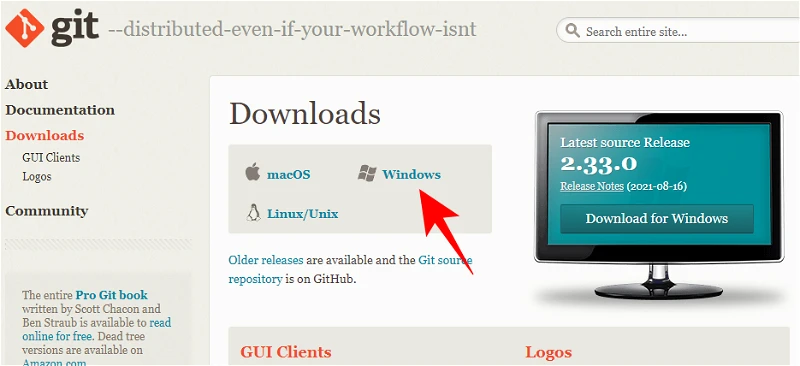 git --distributed-even-if-your-workflow-isnt
Search entire site...
About
Documentation
Downloads
GUI Clients
Logos
Community
The entire Pro Git book
written by Scott Chacon and
Ben Straub is available to read
online for free. Dead tree
versions are available on
Amazon.com
Downloads
macOS
Windows
Linux/Unix
Older releases are available and the Git source
repository is on GitHub.
Latest source Release
2.33.0
Release Notes (2021-08-16)
Download for Windows
GUI Clients
Logos